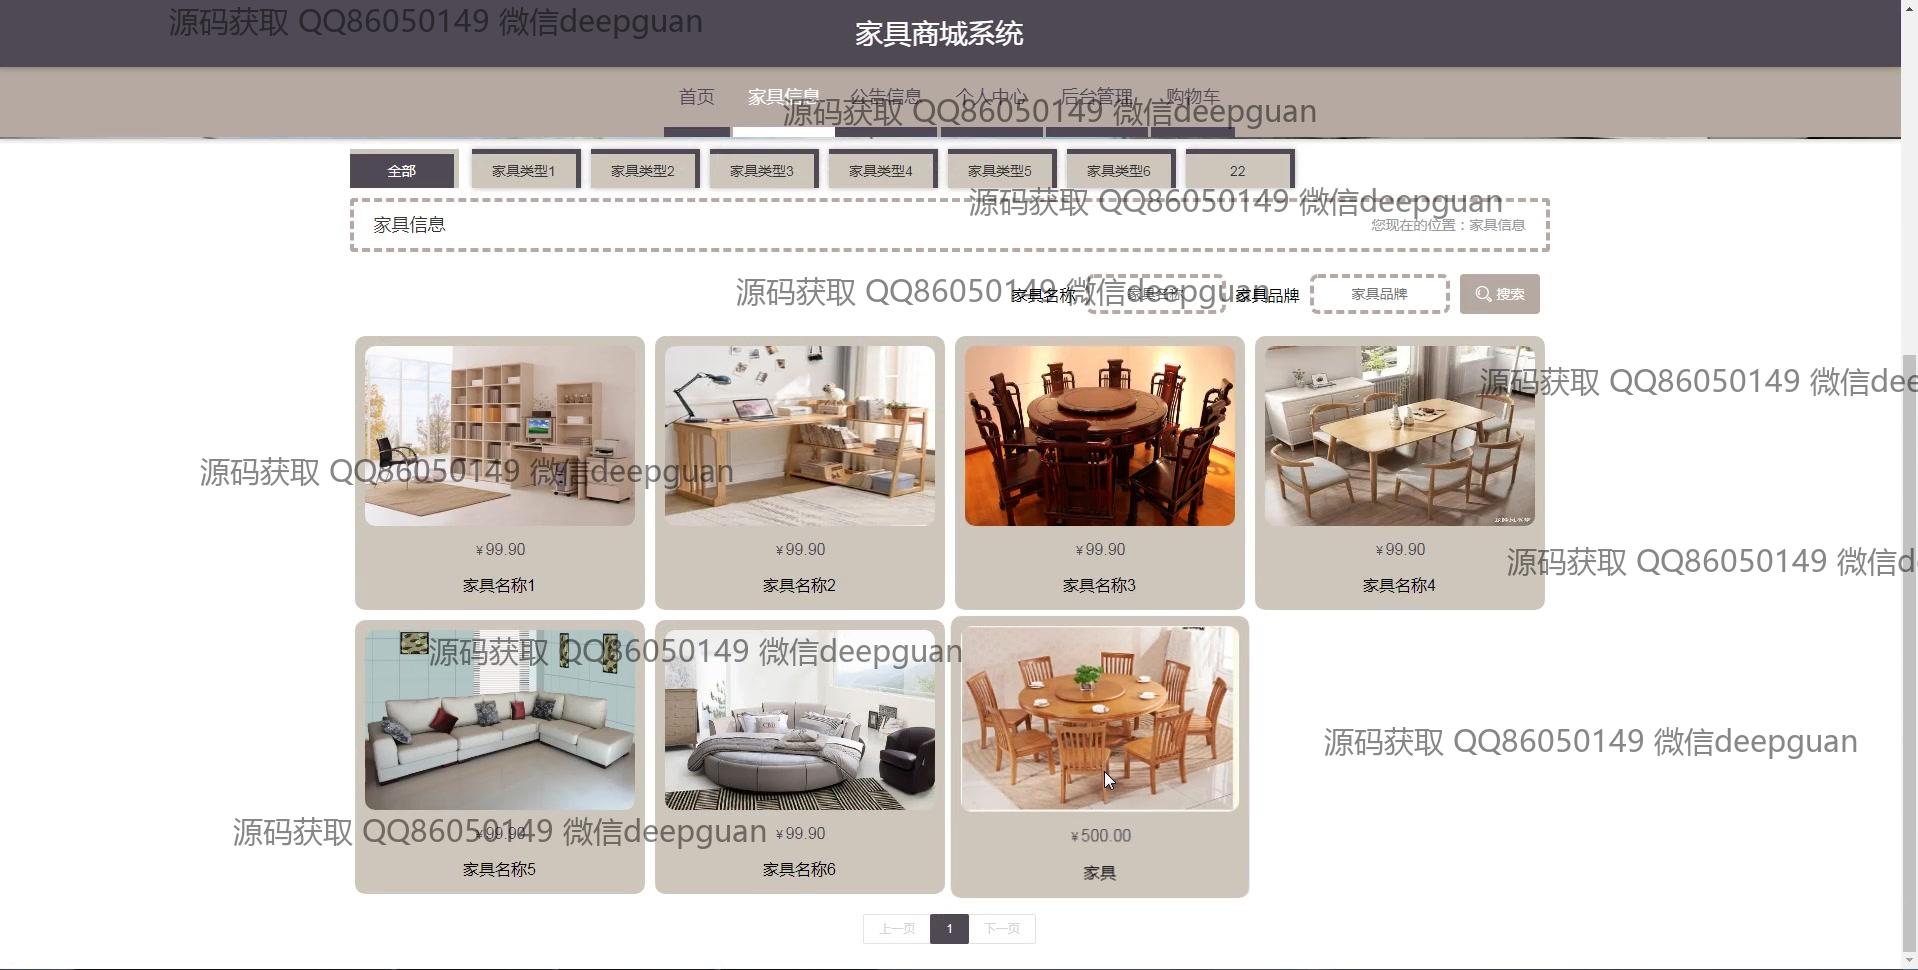 源码获取 QQ86050149 微信deepguan
家具商城系统
首页 家具信息 公告信息 个人中心 后台管理 购物车
源码获取 QQ86050149 微信deepguan
全部 家具类型1 家具类型2 家具类型3 家具类型4 家具类型5 家具类型6 22
源码获取 QQ86050149 微信deepguan
家具信息 您现在的位置：家具信息
源码获取 QQ86050149 微信deepguan
家具名称 家具名称 家具品牌 家具品牌 搜索
源码获取 QQ86050149 微信dee
源码获取 QQ86050149 微信deepguan
¥99.90 ¥99.90 ¥99.90 ¥99.90
源码获取 QQ86050149 微信d
家具名称1 家具名称2 家具名称3 家具名称4
源码获取 QQ86050149 微信deepguan
源码获取 QQ86050149 微信deepguan
源码获取 QQ86050149 微信deepguan
¥99.90 ¥99.90 ¥500.00
家具名称5 家具名称6 家具
上一页 1 下一页